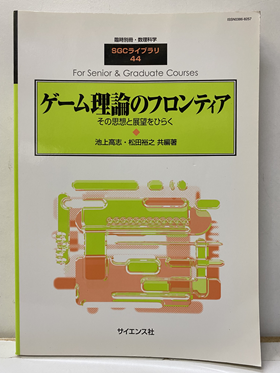 ISSN0386-8257
臨時別冊・数理科学
SGCライブラリ
44
For Senior & Graduate Courses
ゲーム理論のフロンティア
その思想と展望をひらく
池上高志・松田裕之 共編著
サイエンス社